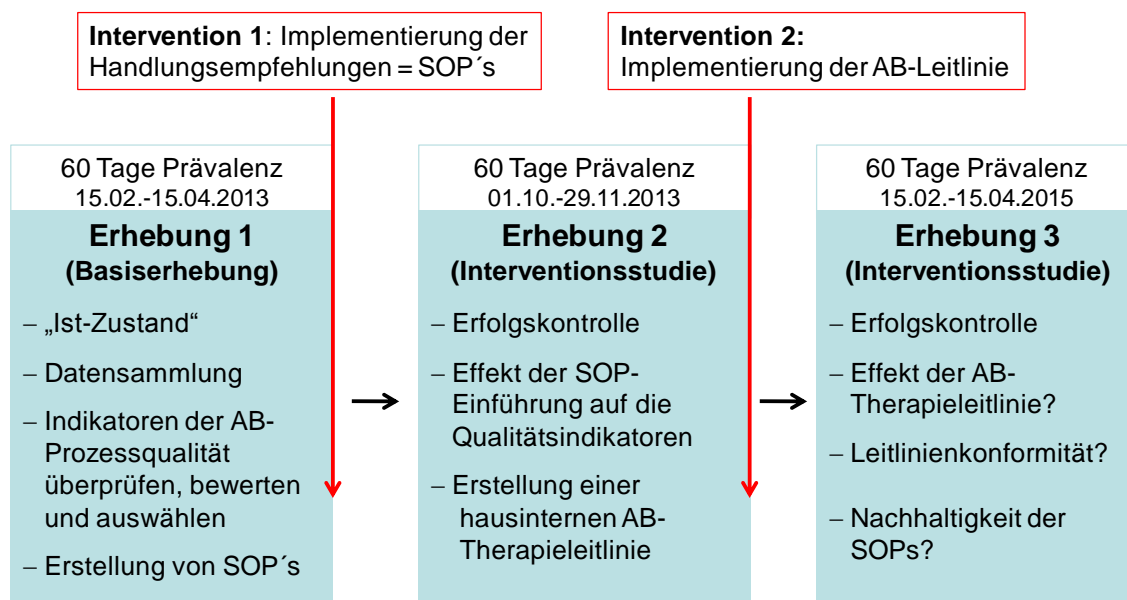 Intervention 1: Implementierung der
Handlungsempfehlungen = SOP´s
Intervention 2:
Implementierung der AB-Leitlinie
60 Tage Prävalenz
15.02.-15.04.2013
Erhebung 1
(Basiserhebung)
– „Ist-Zustand“
– Datensammlung
– Indikatoren der AB-
Prozessqualität
überprüfen, bewerten
und auswählen
– Erstellung von SOP´s
60 Tage Prävalenz
01.10.-29.11.2013
Erhebung 2
(Interventionsstudie)
– Erfolgskontrolle
– Effekt der SOP-
Einführung auf die
Qualitätsindikatoren
– Erstellung einer
hausinternen AB-
Therapieleitlinie
60 Tage Prävalenz
15.02.-15.04.2015
Erhebung 3
(Interventionsstudie)
– Erfolgskontrolle
– Effekt der AB-
Therapieleitlinie?
– Leitlinienkonformität?
– Nachhaltigkeit der
SOPs?